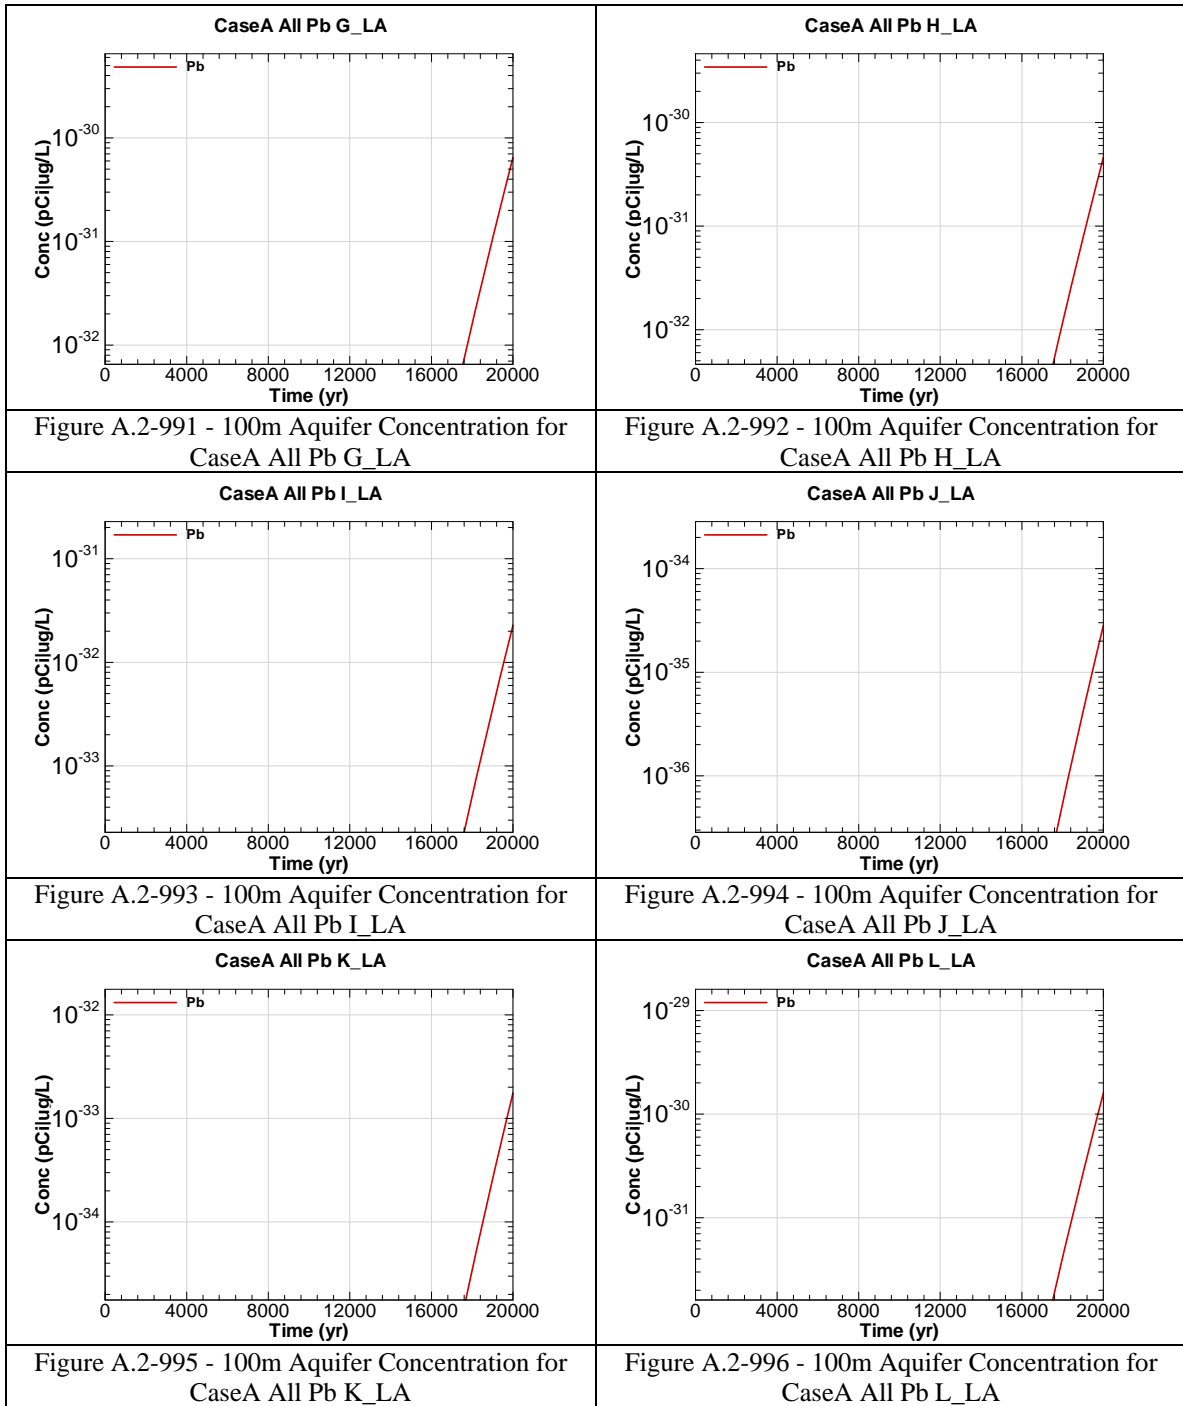 CaseA All Pb G_LA
Pb
10-30
10-31
10-32
Conc (pCi|ug/L)
0 4000 8000 12000 16000 20000
Time (yr)
Figure A.2-991 - 100m Aquifer Concentration for
CaseA All Pb G_LA
CaseA All Pb H_LA
Pb
10-30
10-31
10-32
Conc (pCi|ug/L)
0 4000 8000 12000 16000 20000
Time (yr)
Figure A.2-992 - 100m Aquifer Concentration for
CaseA All Pb H_LA
CaseA All Pb I_LA
Pb
10-31
10-32
10-33
Conc (pCi|ug/L)
0 4000 8000 12000 16000 20000
Time (yr)
Figure A.2-993 - 100m Aquifer Concentration for
CaseA All Pb I_LA
CaseA All Pb J_LA
Pb
10-34
10-35
10-36
Conc (pCi|ug/L)
0 4000 8000 12000 16000 20000
Time (yr)
Figure A.2-994 - 100m Aquifer Concentration for
CaseA All Pb J_LA
CaseA All Pb K_LA
Pb
10-32
10-33
10-34
Conc (pCi|ug/L)
0 4000 8000 12000 16000 20000
Time (yr)
Figure A.2-995 - 100m Aquifer Concentration for
CaseA All Pb K_LA
CaseA All Pb L_LA
Pb
10-29
10-30
10-31
Conc (pCi|ug/L)
0 4000 8000 12000 16000 20000
Time (yr)
Figure A.2-996 - 100m Aquifer Concentration for
CaseA All Pb L_LA